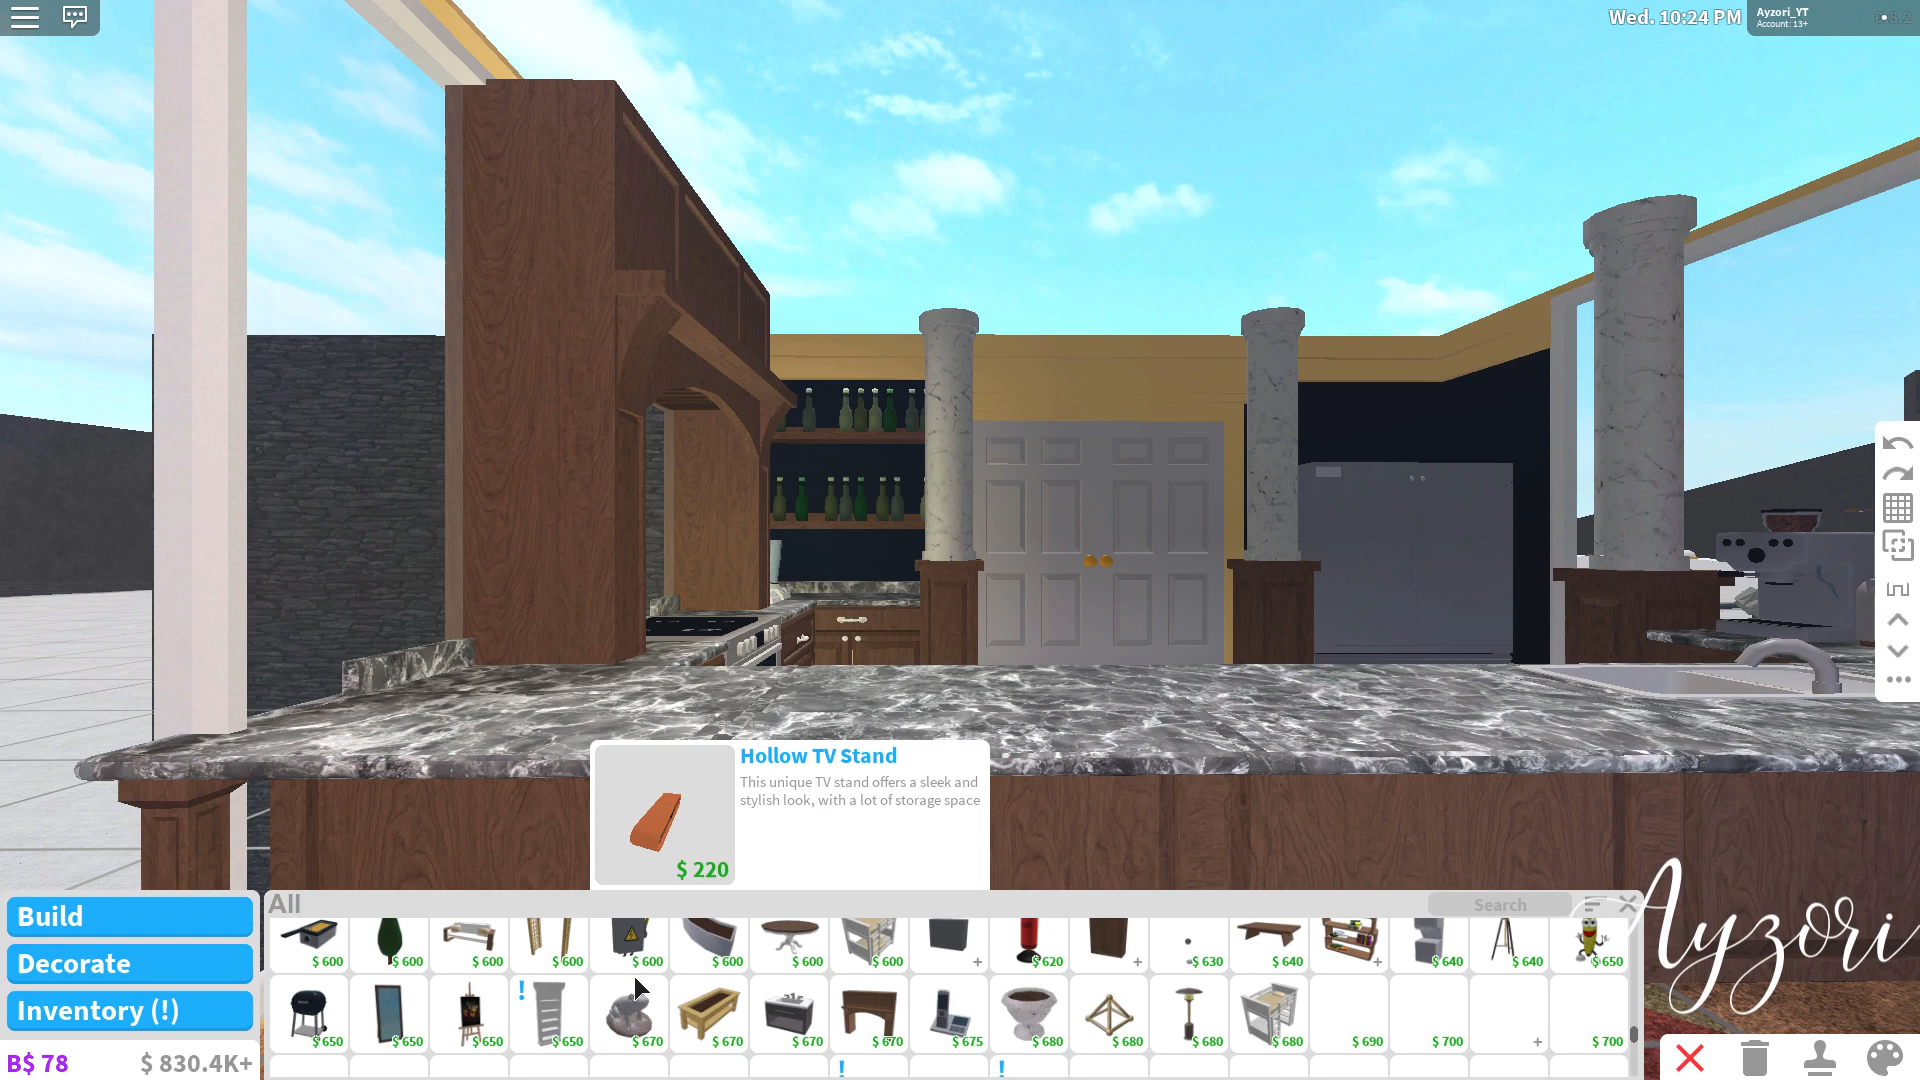 Wed. 10:24 PM
Ayzori_YT
Account: 13+
Hollow TV Stand
This unique TV stand offers a sleek and
stylish look, with a lot of storage space
$ 220
All
Search
Build
Decorate
Inventory (!)
B$ 78
$ 830.4K+
$ 600 $ 600 $ 600 $ 600 $ 600 $ 600 $ 600 $ 600 + $ 620 + $ 630 $ 640 + $ 640 $ 640 $ 650
! $ 650 $ 650 $ 650 $ 650 $ 670 $ 670 $ 670 $ 670 $ 675 $ 680 $ 680 $ 680 $ 680 $ 690 $ 700 + $ 700
! !
Ayzori